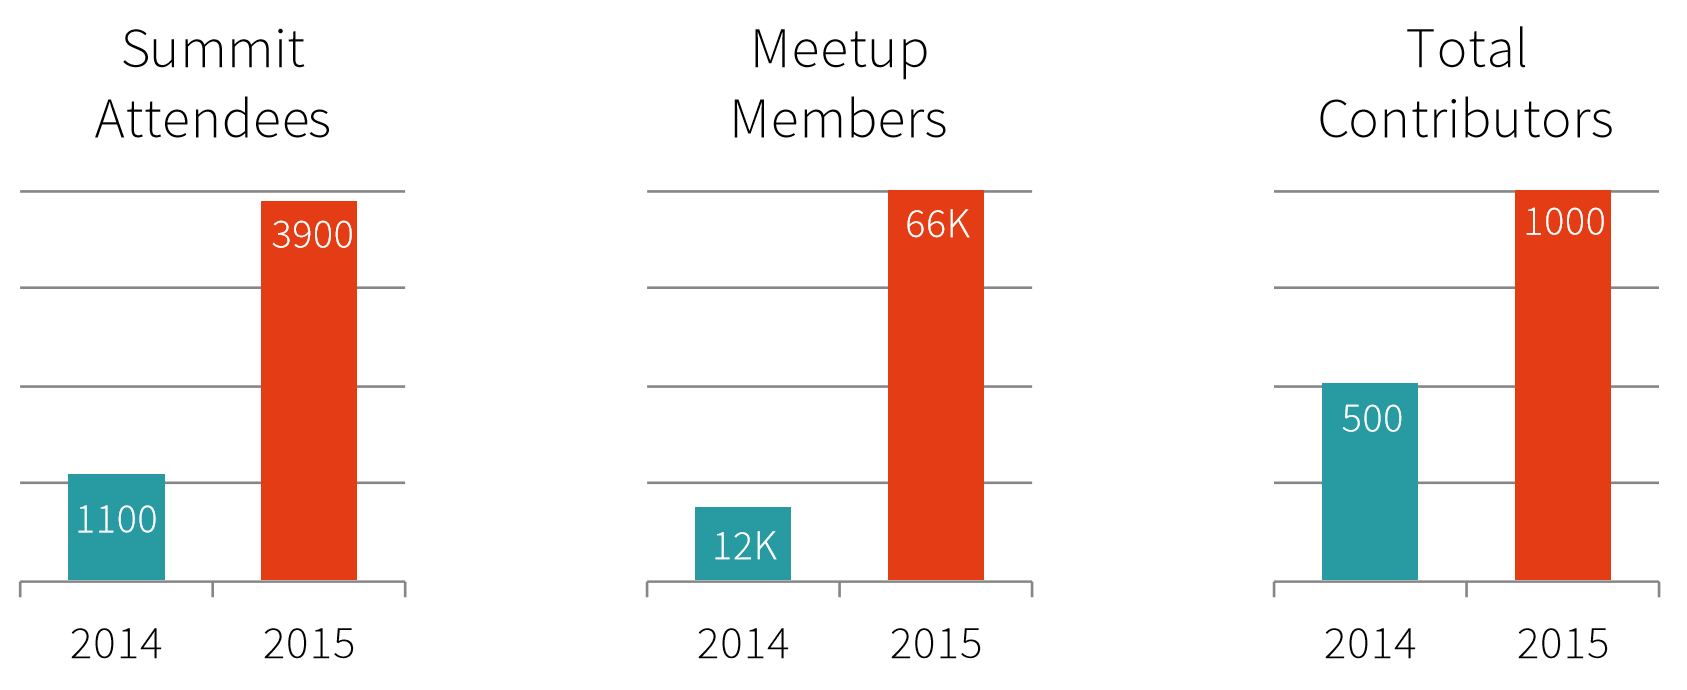 Summit
Attendees
3900
1100
2014
2015
Meetup
Members
66K
12K
2014
2015
Total
Contributors
1000
500
2014
2015